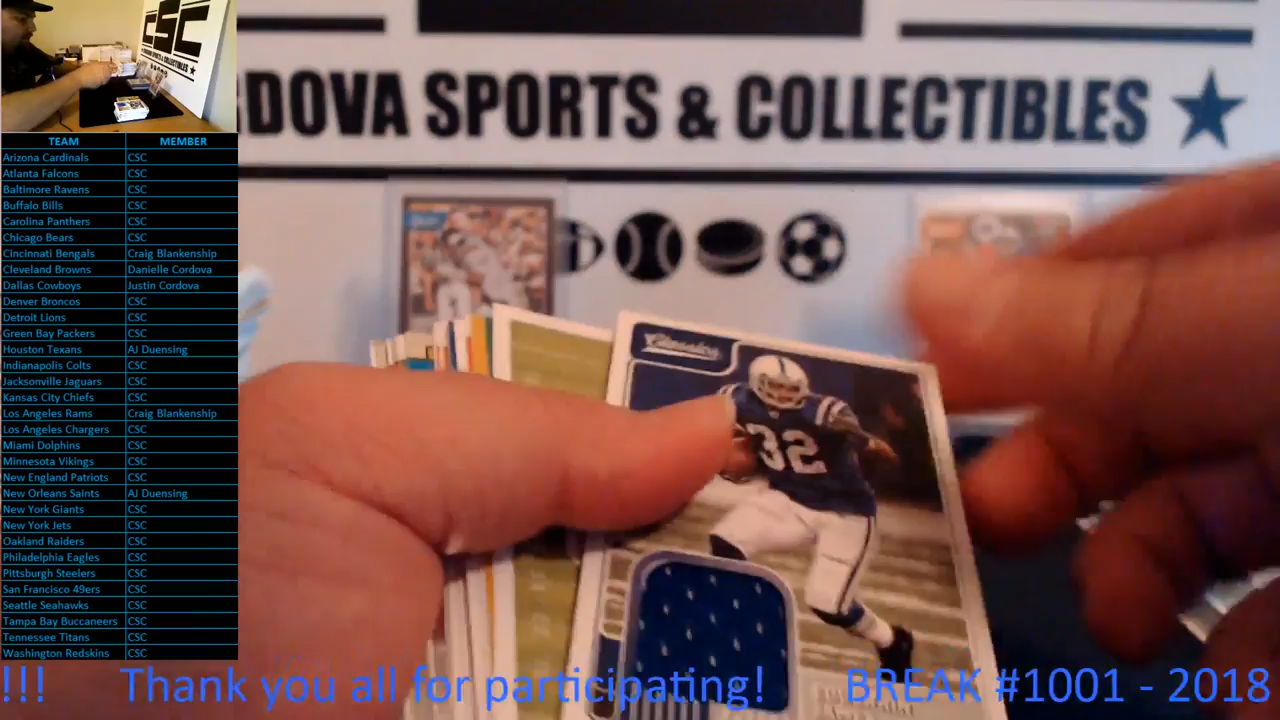 CSC
TEAM MEMBER
Arizona Cardinals CSC
Atlanta Falcons CSC
Baltimore Ravens CSC
Buffalo Bills CSC
Carolina Panthers CSC
Chicago Bears CSC
Cincinnati Bengals Craig Blankenship
Cleveland Browns Danielle Cordova
Dallas Cowboys Justin Cordova
Denver Broncos CSC
Detroit Lions CSC
Green Bay Packers CSC
Houston Texans AJ Duensing
Indianapolis Colts CSC
Jacksonville Jaguars CSC
Kansas City Chiefs CSC
Los Angeles Rams Craig Blankenship
Los Angeles Chargers CSC
Miami Dolphins CSC
Minnesota Vikings CSC
New England Patriots CSC
New Orleans Saints AJ Duensing
New York Giants CSC
New York Jets CSC
Oakland Raiders CSC
Philadelphia Eagles CSC
Pittsburgh Steelers CSC
San Francisco 49ers CSC
Seattle Seahawks CSC
Tampa Bay Buccaneers CSC
Tennessee Titans CSC
Washington Redskins CSC
RDOVA SPORTS & COLLECTIBLES
Classics
32
!!! Thank you all for participating! BREAK #1001 - 2018